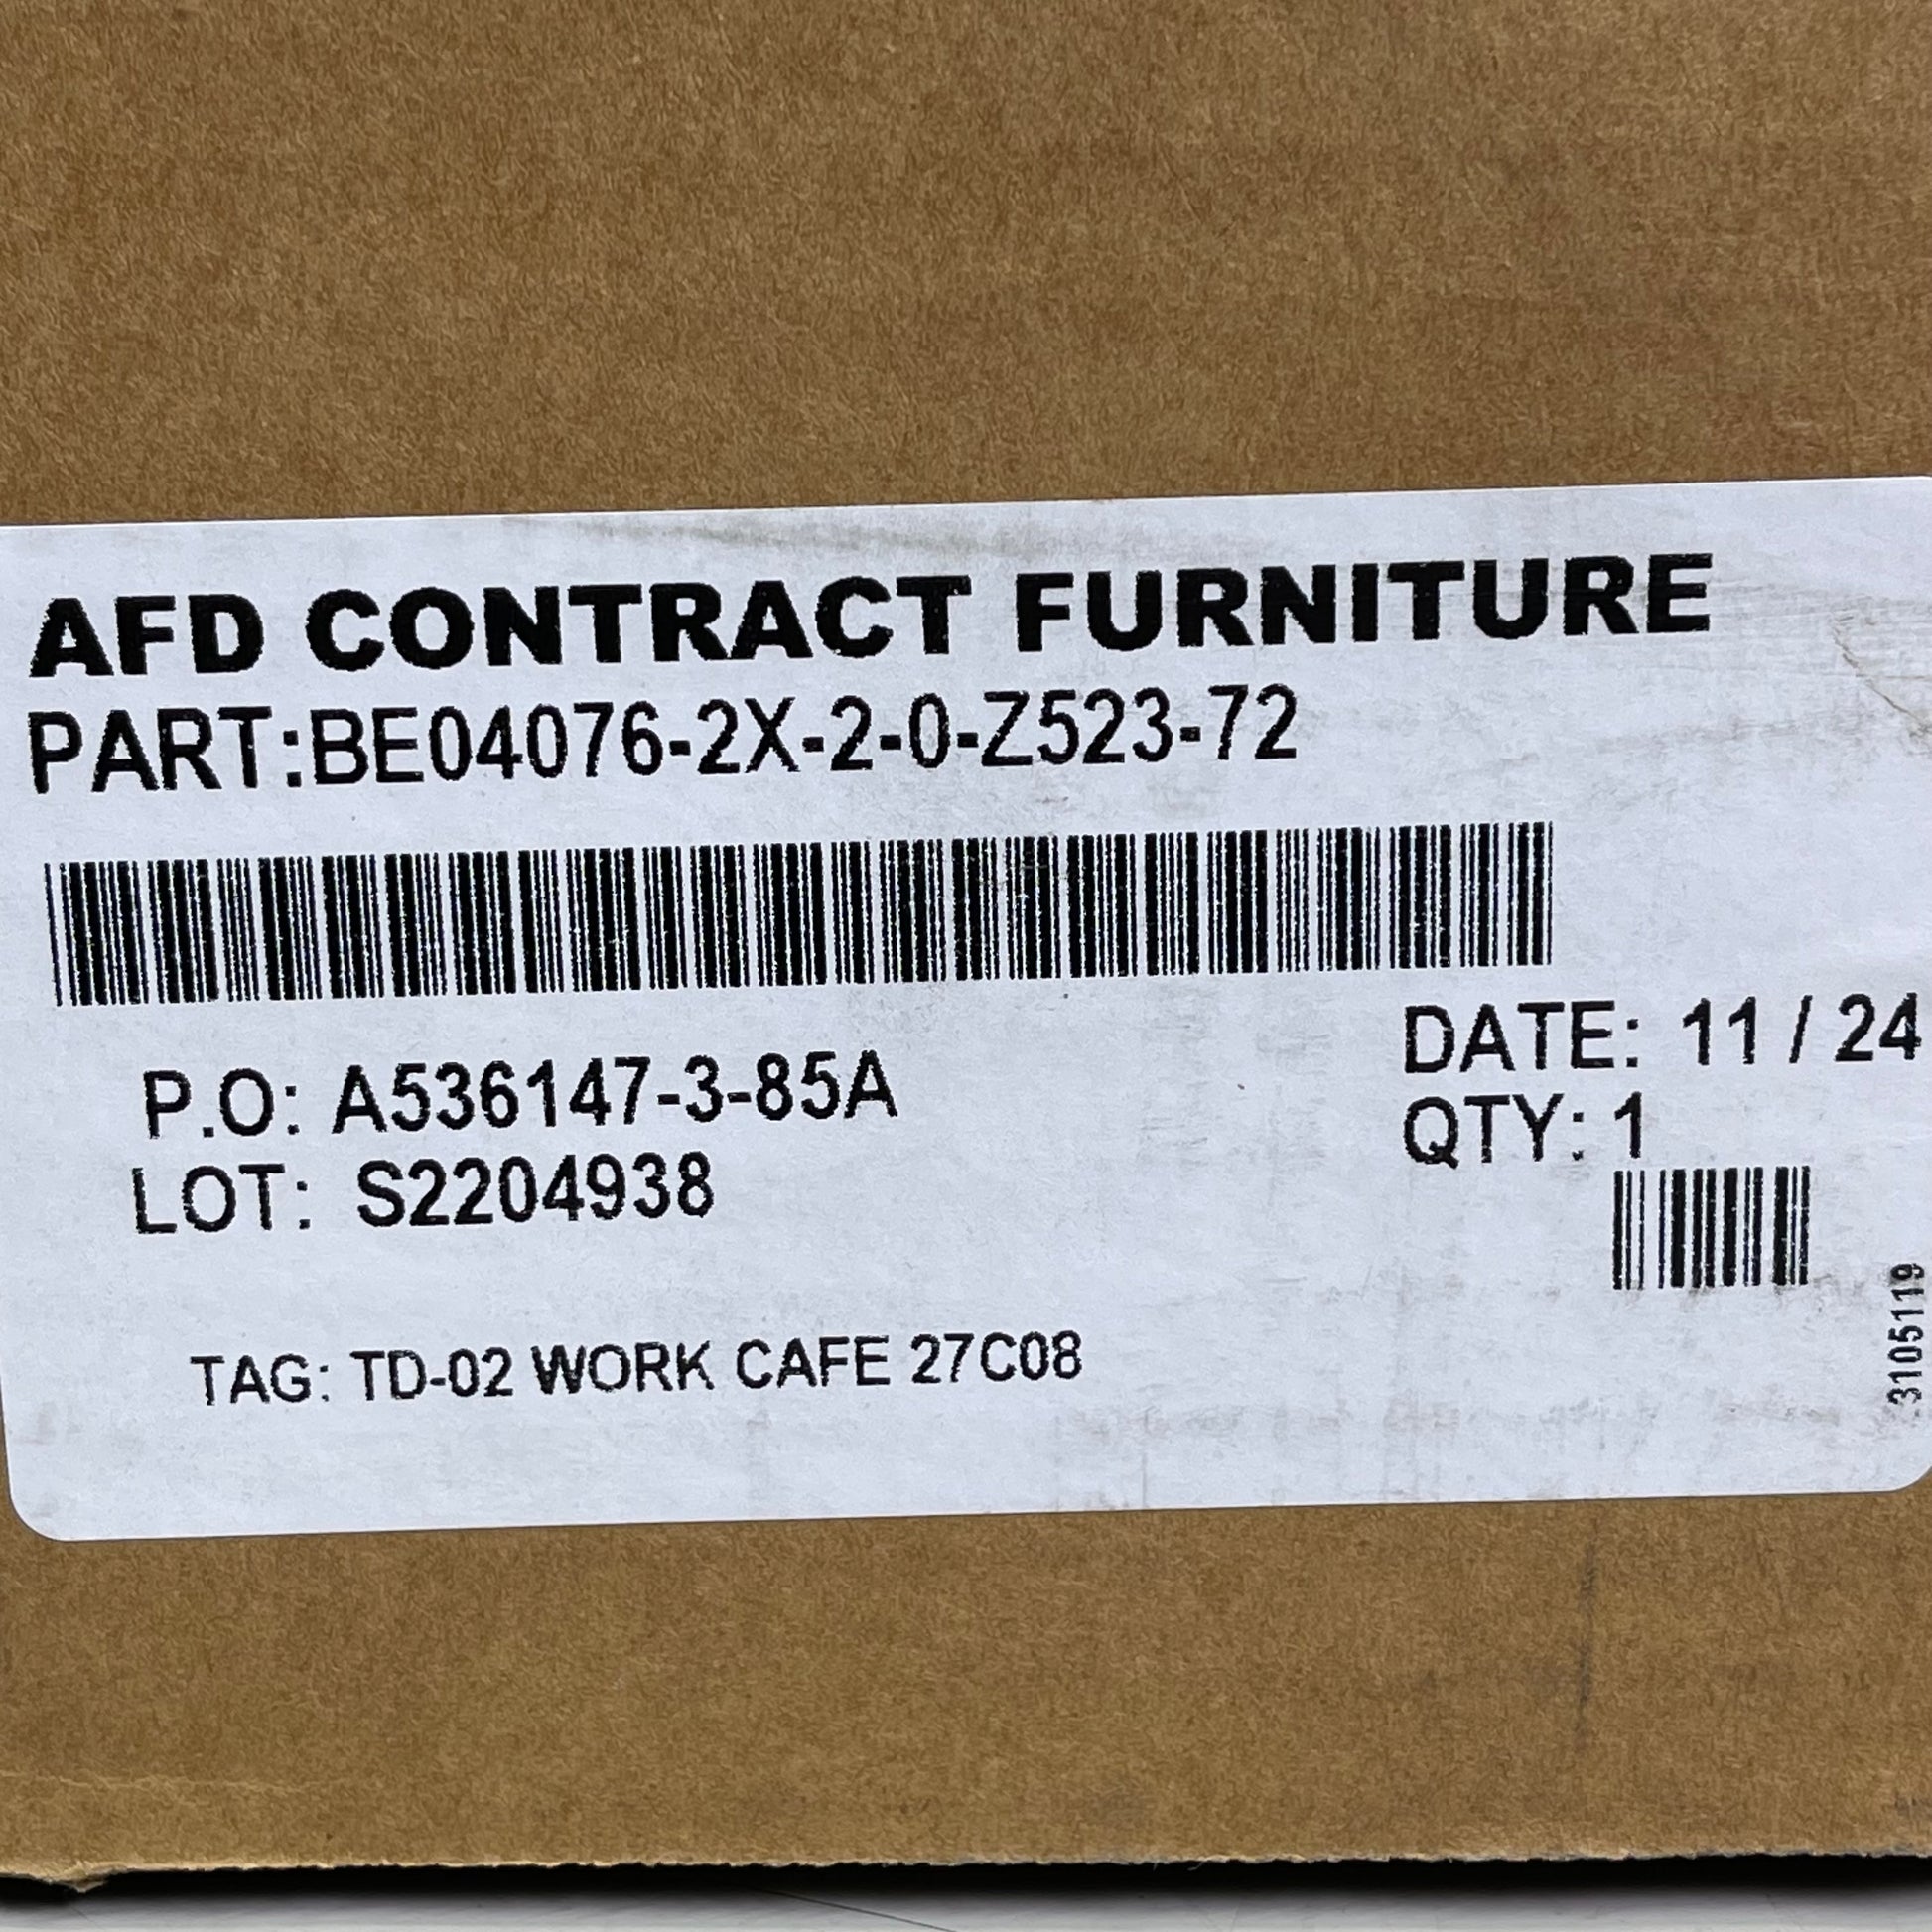 AFD CONTRACT FURNITURE
PART:BE04076-2X-2-0-Z523-72
DATE: 11 / 24
P.O: A536147-3-85A
QTY: 1
LOT: S2204938
TAG: TD-02 WORK CAFE 27C08
3105119